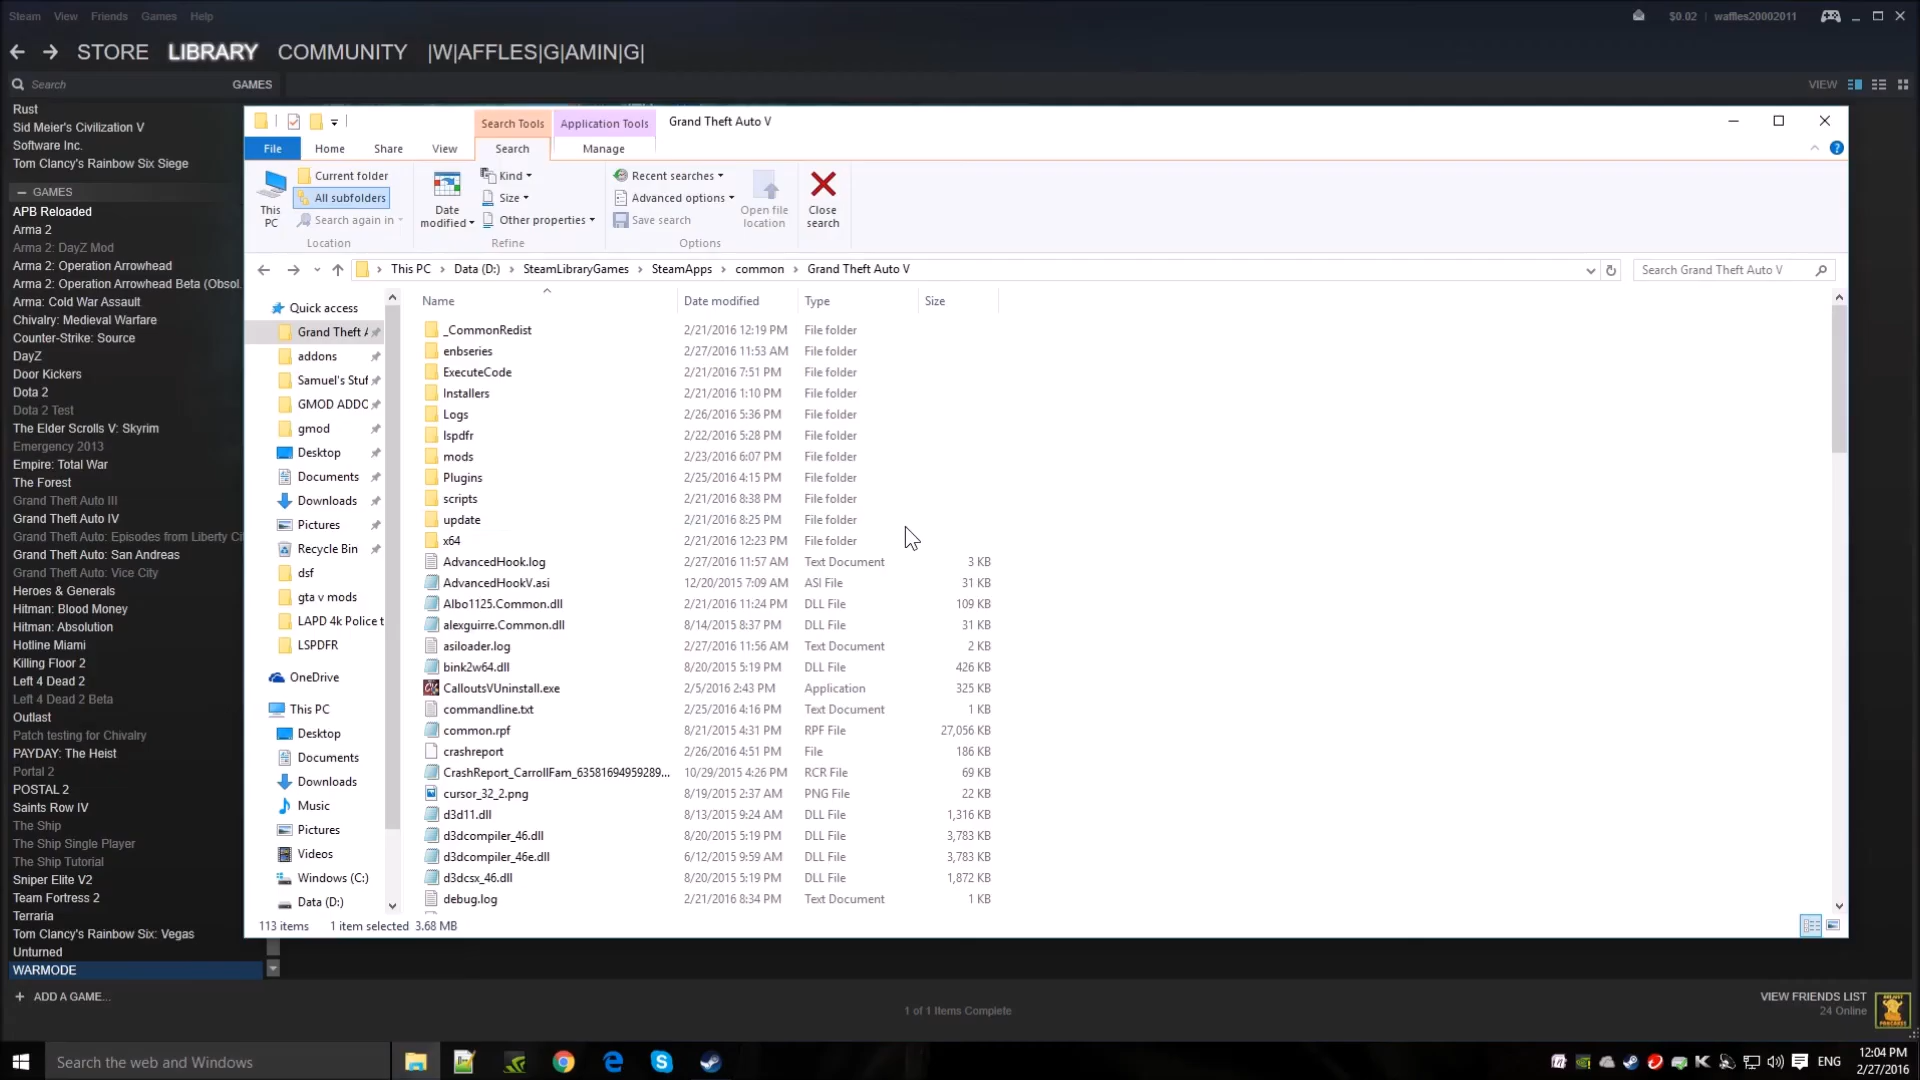 Steam View Friends Games Help
$0.02 | waffles20002011
STORE LIBRARY COMMUNITY |W|AFFLES|G|AMIN|G|
Search GAMES
VIEW
Rust
Sid Meier's Civilization V
Software Inc.
Tom Clancy's Rainbow Six Siege
— GAMES
APB Reloaded
Arma 2
Arma 2: DayZ Mod
Arma 2: Operation Arrowhead
Arma 2: Operation Arrowhead Beta (Obsol.
Arma: Cold War Assault
Chivalry: Medieval Warfare
Counter-Strike: Source
DayZ
Door Kickers
Dota 2
Dota 2 Test
The Elder Scrolls V: Skyrim
Emergency 2013
Empire: Total War
The Forest
Grand Theft Auto III
Grand Theft Auto IV
Grand Theft Auto: Episodes from Liberty Ci
Grand Theft Auto: San Andreas
Grand Theft Auto: Vice City
Heroes & Generals
Hitman: Blood Money
Hitman: Absolution
Hotline Miami
Killing Floor 2
Left 4 Dead 2
Left 4 Dead 2 Beta
Outlast
Patch testing for Chivalry
PAYDAY: The Heist
Portal 2
POSTAL 2
Saints Row IV
The Ship
The Ship Single Player
The Ship Tutorial
Sniper Elite V2
Team Fortress 2
Terraria
Tom Clancy's Rainbow Six: Vegas
Unturned
WARMODE
+ ADD A GAME...
Search Tools Application Tools Grand Theft Auto V
File Home Share View Search Manage
This PC
Current folder
All subfolders
Search again in
Location
Date modified
Kind
Size
Other properties
Refine
Recent searches
Advanced options
Save search
Options
Open file location
Close search
This PC > Data (D:) > SteamLibraryGames > SteamApps > common > Grand Theft Auto V
Search Grand Theft Auto V
Quick access
Grand Theft A
addons
Samuel's Stuf
GMOD ADDC
gmod
Desktop
Documents
Downloads
Pictures
Recycle Bin
dsf
gta v mods
LAPD 4k Police t
LSPDFR
OneDrive
This PC
Desktop
Documents
Downloads
Music
Pictures
Videos
Windows (C:)
Data (D:)
Name Date modified Type Size
_CommonRedist 2/21/2016 12:19 PM File folder
enbseries 2/27/2016 11:53 AM File folder
ExecuteCode 2/21/2016 7:51 PM File folder
Installers 2/21/2016 1:10 PM File folder
Logs 2/26/2016 5:36 PM File folder
lspdfr 2/22/2016 5:28 PM File folder
mods 2/23/2016 6:07 PM File folder
Plugins 2/25/2016 4:15 PM File folder
scripts 2/21/2016 8:38 PM File folder
update 2/21/2016 8:25 PM File folder
x64 2/21/2016 12:23 PM File folder
AdvancedHook.log 2/27/2016 11:57 AM Text Document 3 KB
AdvancedHookV.asi 12/20/2015 7:09 AM ASI File 31 KB
Albo1125.Common.dll 2/21/2016 11:24 PM DLL File 109 KB
alexguirre.Common.dll 8/14/2015 8:37 PM DLL File 31 KB
asiloader.log 2/27/2016 11:56 AM Text Document 2 KB
bink2w64.dll 8/20/2015 5:19 PM DLL File 426 KB
CalloutsVUninstall.exe 2/5/2016 2:43 PM Application 325 KB
commandline.txt 2/25/2016 4:16 PM Text Document 1 KB
common.rpf 8/21/2015 4:31 PM RPF File 27,056 KB
crashreport 2/26/2016 4:51 PM File 186 KB
CrashReport_CarrollFam_63581694959289... 10/29/2015 4:26 PM RCR File 69 KB
cursor_32_2.png 8/19/2015 2:37 AM PNG File 22 KB
d3d11.dll 8/13/2015 9:24 AM DLL File 1,316 KB
d3dcompiler_46.dll 8/20/2015 5:19 PM DLL File 3,783 KB
d3dcompiler_46e.dll 6/12/2015 9:59 AM DLL File 3,783 KB
d3dcsx_46.dll 8/20/2015 5:19 PM DLL File 1,872 KB
debug.log 2/21/2016 8:34 PM Text Document 1 KB
113 items 1 item selected 3.68 MB
1 of 1 Items Complete
VIEW FRIENDS LIST
24 Online
Search the web and Windows
ENG
12:04 PM
2/27/2016